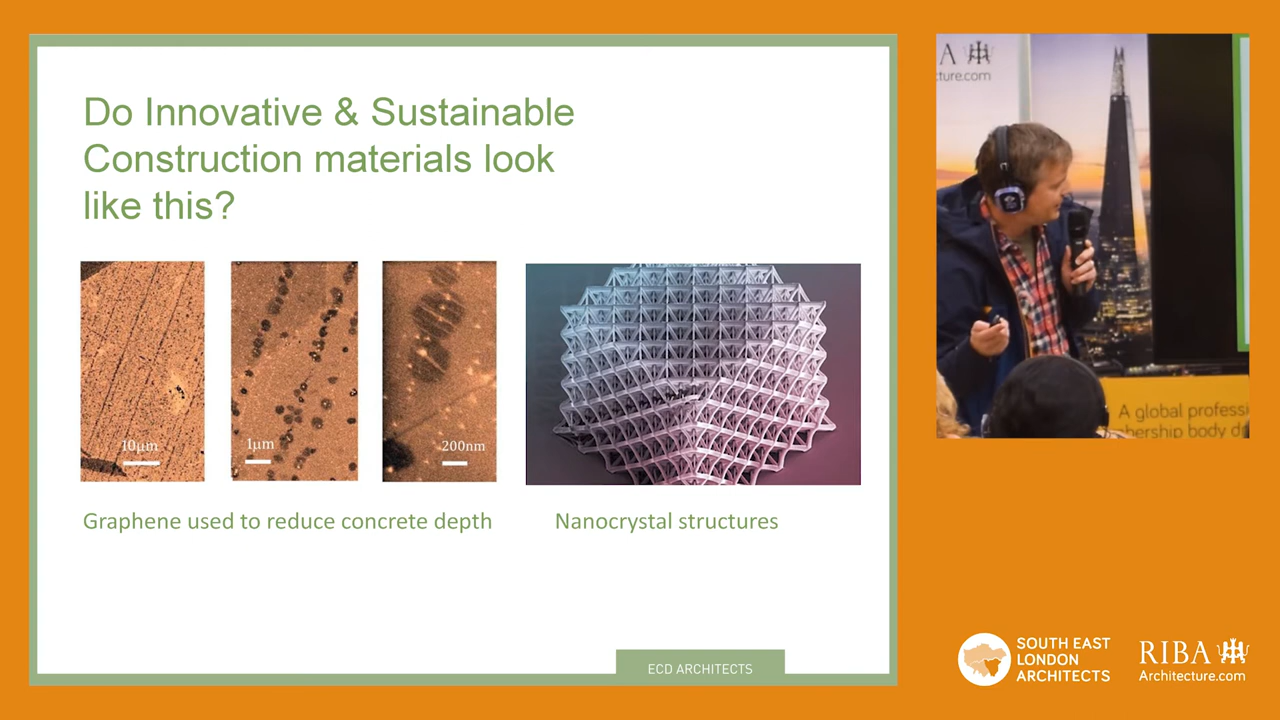 Do Innovative & Sustainable
Construction materials look
like this?
10μm
1μm
200nm
Graphene used to reduce concrete depth
Nanocrystal structures
ECD ARCHITECTS
A
cture.com
A global professi
bership body d
SOUTH EAST
LONDON
ARCHITECTS
RIBA
Architecture.com